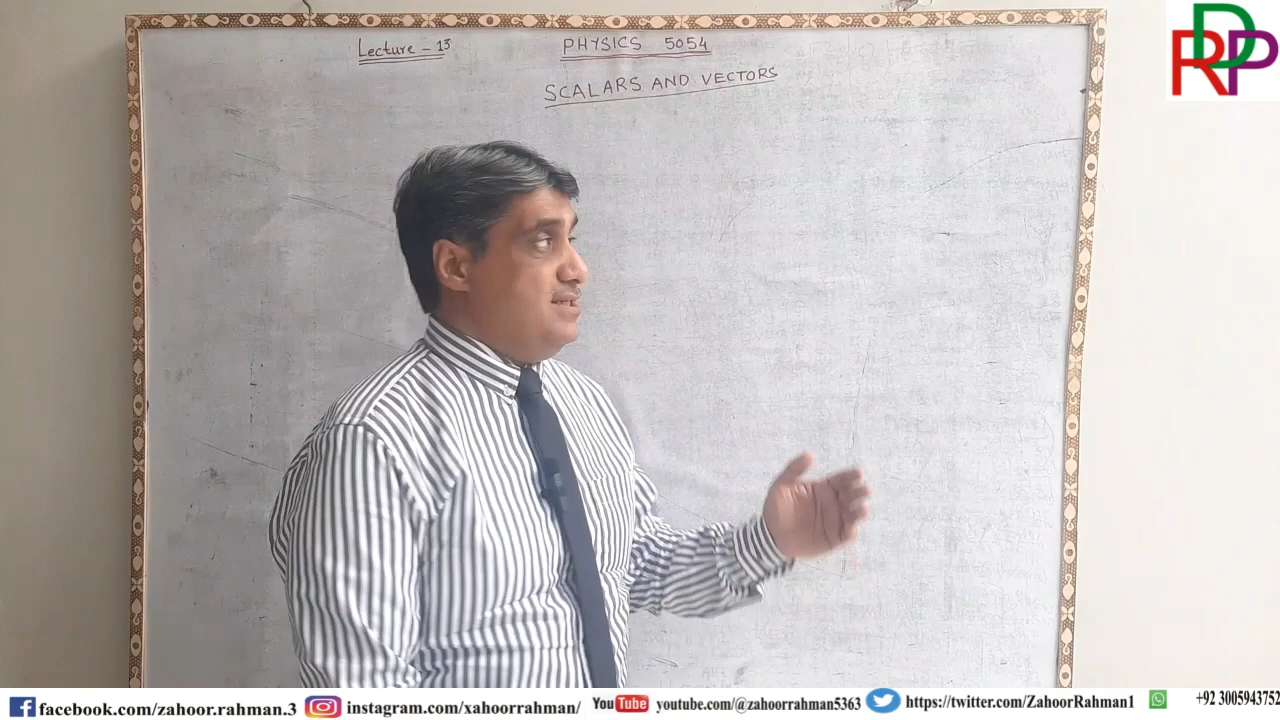 Lecture - 13
PHYSICS 5054
SCALARS AND VECTORS
RDP
facebook.com/zahoor.rahman.3
instagram.com/xahoorrahman/
YouTube youtube.com/@zahoorrahman5363
https://twitter.com/ZahoorRahman1
+92 3005943752